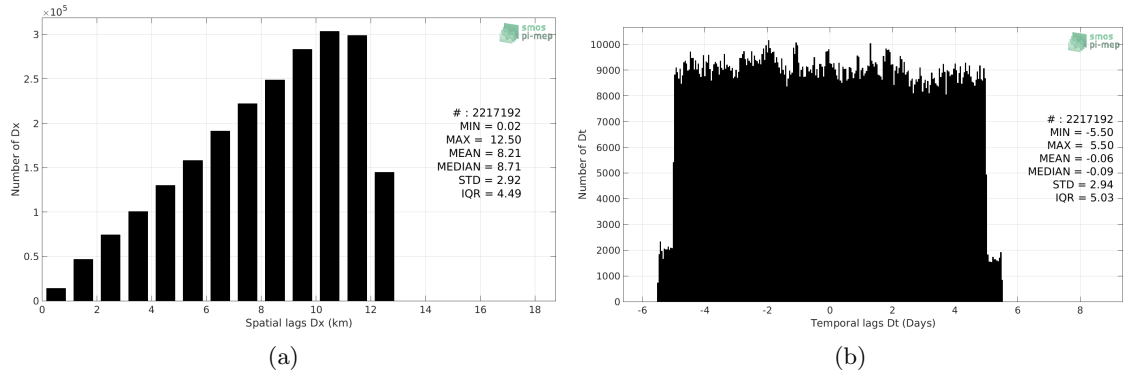 ×10⁵
3
2.5
2
1.5
1
0.5
0
Number of Dx
0 2 4 6 8 10 12 14 16 18
Spatial lags Dx (km)
smos
pi-mep
# : 2217192
MIN = 0.02
MAX = 12.50
MEAN = 8.21
MEDIAN = 8.71
STD = 2.92
IQR = 4.49
(a)
10000
9000
8000
7000
6000
5000
4000
3000
2000
1000
0
Number of Dt
-6 -4 -2 0 2 4 6 8
Temporal lags Dt (Days)
smos
pi-mep
# : 2217192
MIN = -5.50
MAX = 5.50
MEAN = -0.06
MEDIAN = -0.09
STD = 2.94
IQR = 5.03
(b)